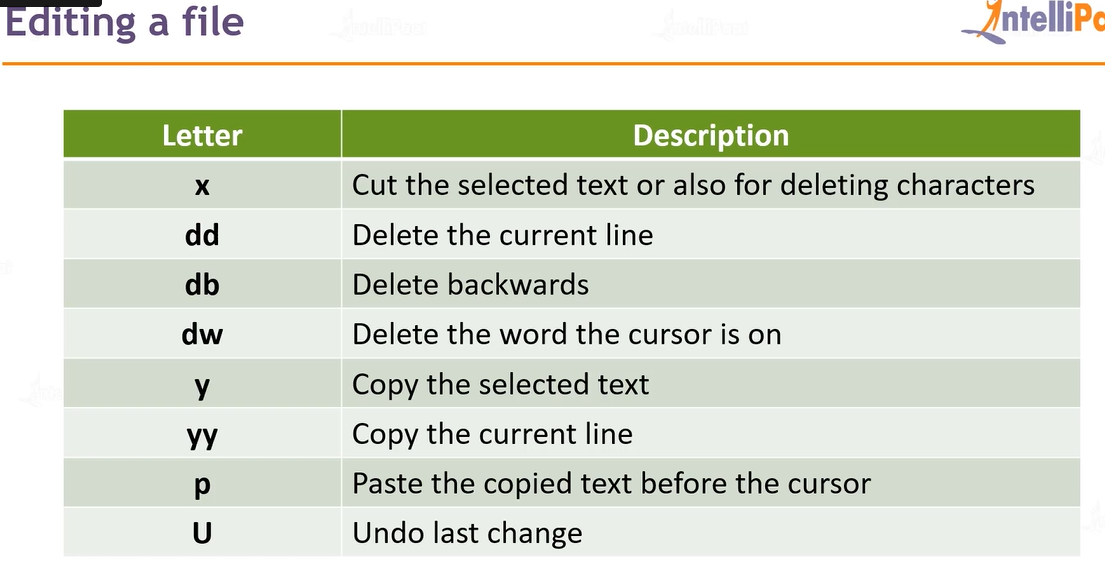 Editing a file
ntelliPa
Letter Description
x Cut the selected text or also for deleting characters
dd Delete the current line
db Delete backwards
dw Delete the word the cursor is on
y Copy the selected text
yy Copy the current line
p Paste the copied text before the cursor
U Undo last change